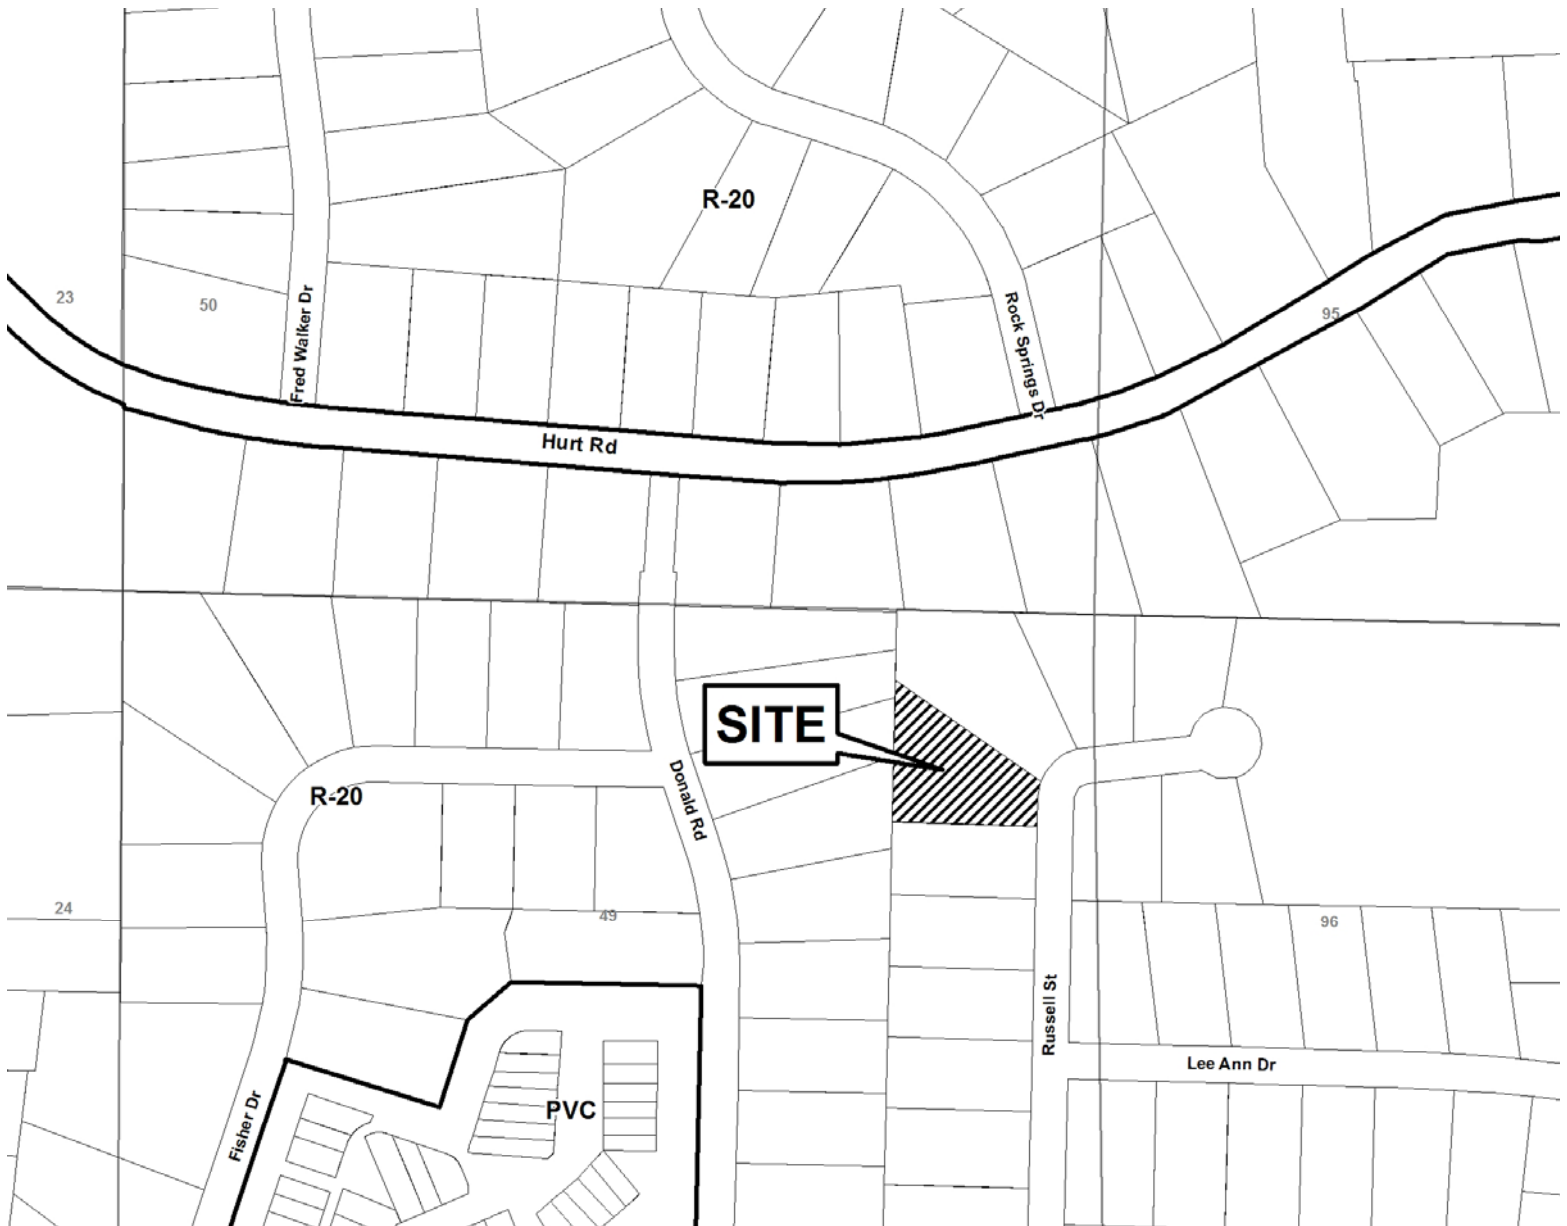 R-20
23
50
Fred Walker Dr
Rock Springs Dr
95
Hurt Rd
SITE
Donald Rd
R-20
24
49
96
Russell St
Lee Ann Dr
PVC
Fisher Dr